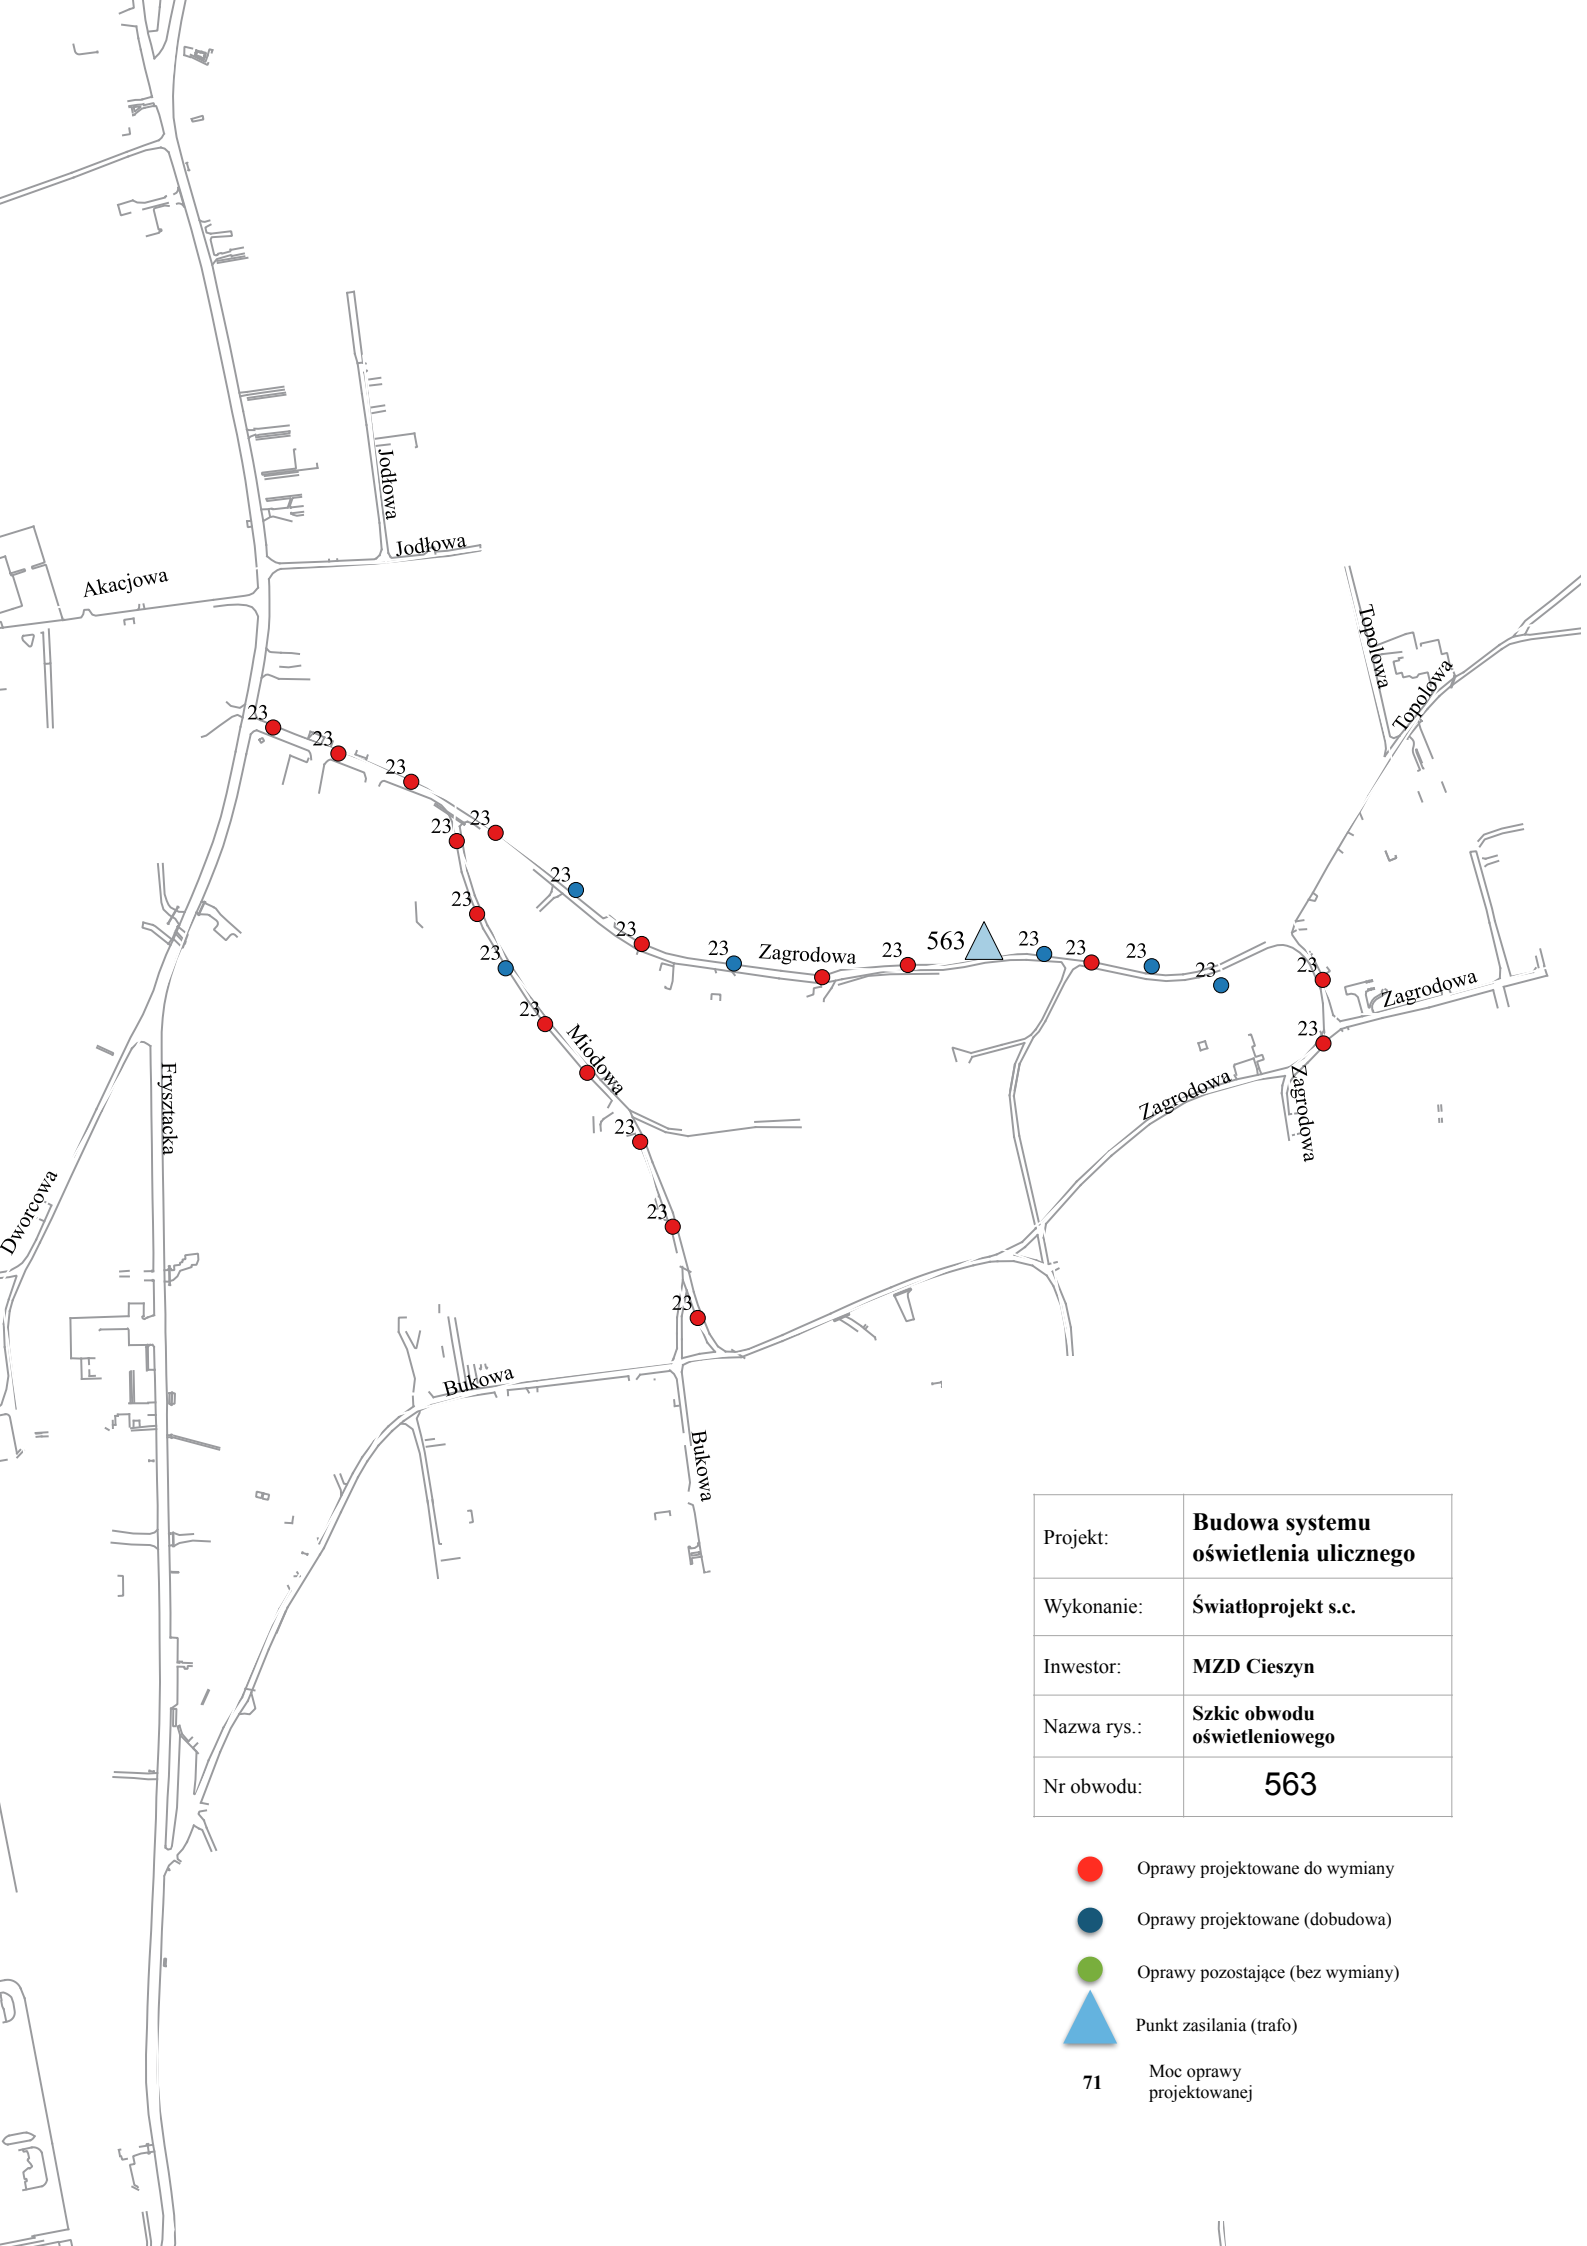 Jodłowa
Jodłowa
Akacjowa
Topolowa
Topolowa
23
23
23
23
23
23
23
23
23
23
Zagrodowa
23
563
23
23
23
23
23
Zagrodowa
23
Miodowa
23
Zagrodowa
Zagrodowa
Frysztacka
23
Dworcowa
23
23
Bukowa
Bukowa
Projekt:
Budowa systemu
oświetlenia ulicznego
Wykonanie:
Światłoprojekt s.c.
Inwestor:
MZD Cieszyn
Nazwa rys.:
Szkic obwodu
oświetleniowego
Nr obwodu:
563
Oprawy projektowane do wymiany
Oprawy projektowane (dobudowa)
Oprawy pozostające (bez wymiany)
Punkt zasilania (trafo)
71
Moc oprawy
projektowanej